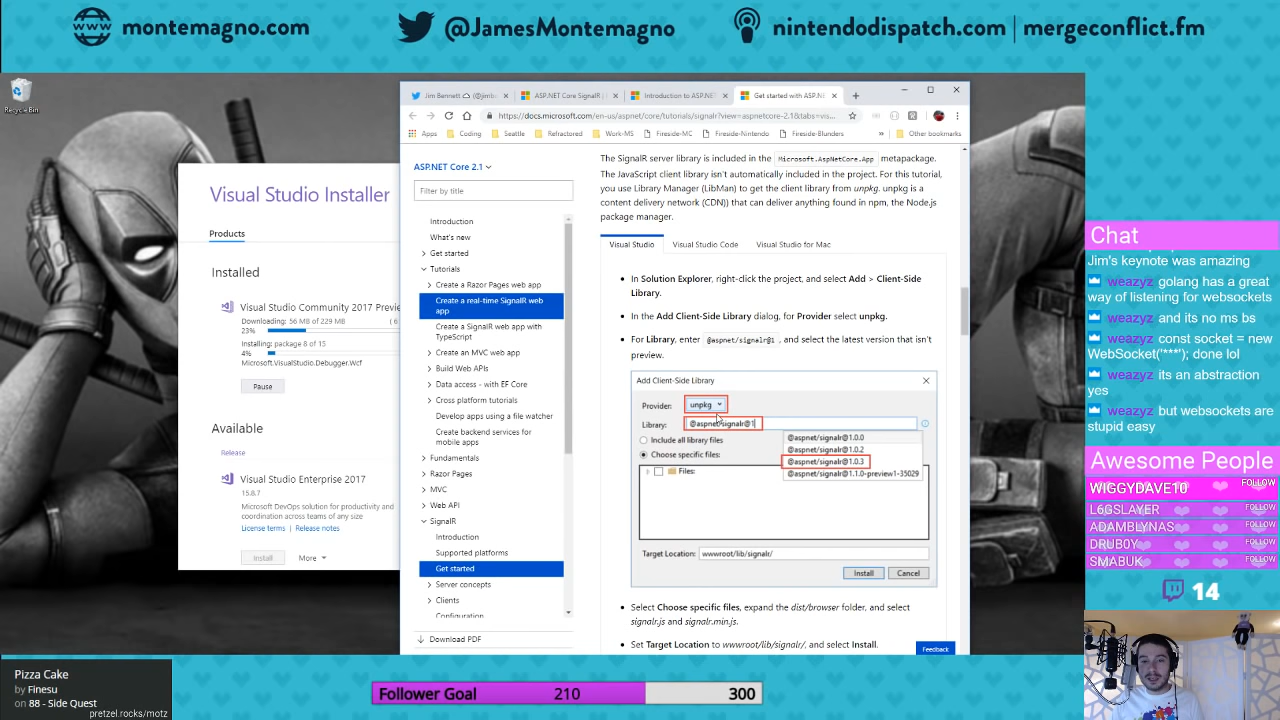 montemagno.com
@JamesMontemagno
nintendodispatch.com | mergeconflict.fm
Recycle Bin
Visual Studio Installer
Products
Installed
Visual Studio Community 2017 Previe
Downloading: 56 MB of 229 MB ( 6
23%
Installing: package 8 of 15
4%
Microsoft.VisualStudio.Debugger.Wcf
Pause
Available
Release
Visual Studio Enterprise 2017
15.8.7
Microsoft DevOps solution for productivity and
coordination across teams of any size
License terms | Release notes
Install More
Jim Bennett
ASP.NET Core SignalR |
Introduction to ASP.NET
Get started with ASP.N
https://docs.microsoft.com/en-us/aspnet/core/tutorials/signalr?view=aspnetcore-2.1&tabs=vis...
Apps Coding Seattle Refractored Work-MS Fireside-MC Fireside-Nintendo Fireside-Blunders » Other bookmarks
ASP.NET Core 2.1
Filter by title
Introduction
What's new
Get started
Tutorials
Create a Razor Pages web app
Create a real-time SignalR web
app
Create a SignalR web app with
TypeScript
Create an MVC web app
Build Web APIs
Data access - with EF Core
Cross platform tutorials
Develop apps using a file watcher
Create backend services for
mobile apps
Fundamentals
Razor Pages
MVC
Web API
SignalR
Introduction
Supported platforms
Get started
Server concepts
Clients
Configuration
Download PDF
The SignalR server library is included in the Microsoft.AspNetCore.App metapackage.
The JavaScript client library isn't automatically included in the project. For this tutorial,
you use Library Manager (LibMan) to get the client library from unpkg. unpkg is a
content delivery network (CDN)) that can deliver anything found in npm, the Node.js
package manager.
Visual Studio Visual Studio Code Visual Studio for Mac
• In Solution Explorer, right-click the project, and select Add > Client-Side
Library.
• In the Add Client-Side Library dialog, for Provider select unpkg.
• For Library, enter @aspnet/signalr@1 , and select the latest version that isn't
preview.
Add Client-Side Library
Provider: unpkg
Library: @aspnet/signalr@1
Include all library files
Choose specific files:
Files:
@aspnet/signalr@1.0.0
@aspnet/signalr@1.0.2
@aspnet/signalr@1.0.3
@aspnet/signalr@1.1.0-preview1-35029
Target Location: wwwroot/lib/signalr/
Install Cancel
• Select Choose specific files, expand the dist/browser folder, and select
signalr.js and signalr.min.js.
• Set Target Location to wwwroot/lib/signalr/, and select Install.
Feedback
Chat
Jim's keynote was amazing
weazyz golang has a great
way of listening for websockets
weazyz and its no ms bs
weazyz const socket = new
WebSocket('****'); done lol
weazyz its an abstraction
yes
weazyz but websockets are
stupid easy
Awesome People
WIGGYDAVE10 FOLLOW
L6GSLAYER FOLLOW
ADAMBLYNAS FOLLOW
DRUB0Y FOLLOW
SMABUK FOLLOW
14
Pizza Cake
by Finesu
on sc - Side Quest
pretzel.rocks/motz
Follower Goal 210 300